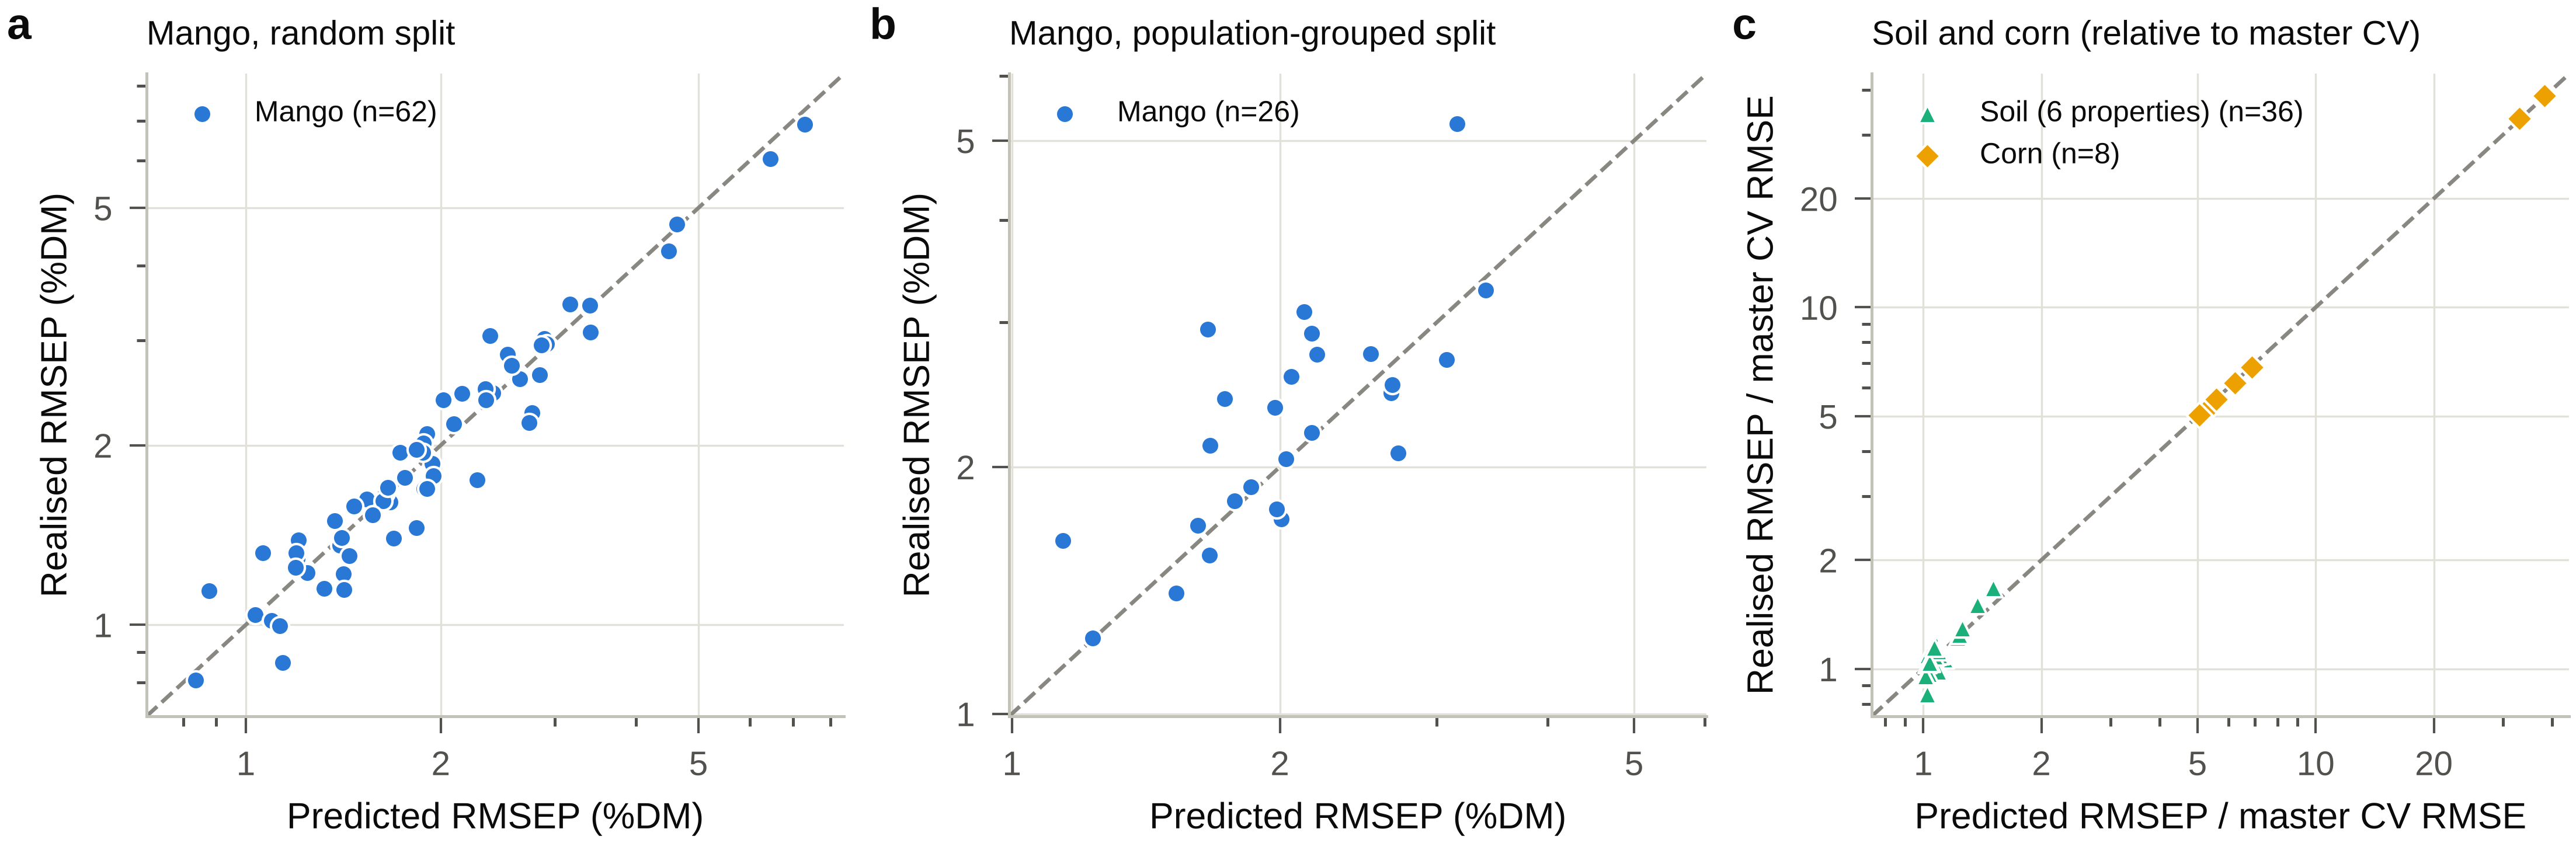 a
Mango, random split
Mango (n=62)
Realised RMSEP (%DM)
5
2
1
1
2
5
Predicted RMSEP (%DM)
b
Mango, population-grouped split
Mango (n=26)
Realised RMSEP (%DM)
5
2
1
1
2
5
Predicted RMSEP (%DM)
c
Soil and corn (relative to master CV)
Soil (6 properties) (n=36)
Corn (n=8)
Realised RMSEP / master CV RMSE
20
10
5
2
1
1
2
5
10
20
Predicted RMSEP / master CV RMSE